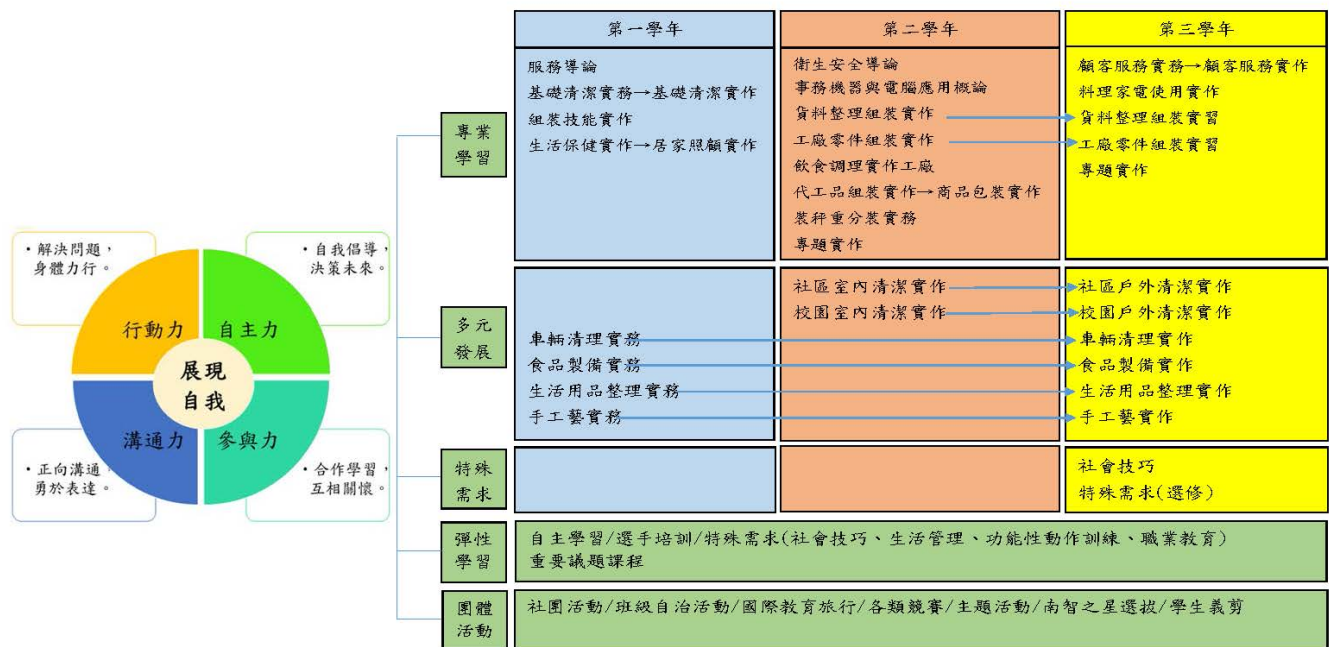 第一學年
第二學年
第三學年
專業
學習
服務導論
基礎清潔實務→基礎清潔實作
組裝技能實作
生活保健實作→居家照顧實作
衛生安全導論
事務機器與電腦應用概論
貨料整理組裝實作
工廠零件組裝實作
飲食調理實作工廠
代工品組裝實作→商品包裝實作
裝秤重分裝實務
專題實作
顧客服務實務→顧客服務實作
料理家電使用實作
貨料整理組裝實習
工廠零件組裝實習
專題實作
多元
發展
車輛清理實務
食品製備實務
生活用品整理實務
手工藝實務
社區室內清潔實作
校園室內清潔實作
社區戶外清潔實作
校園戶外清潔實作
車輛清理實作
食品製備實作
生活用品整理實作
手工藝實作
特殊
需求
社會技巧
特殊需求(選修)
彈性
學習
自主學習/選手培訓/特殊需求(社會技巧、生活管理、功能性動作訓練、職業教育)
重要議題課程
團體
活動
社團活動/班級自治活動/國際教育旅行/各類競賽/主題活動/南智之星選拔/學生義剪
・解決問題，
身體力行。
・自我倡導，
決策未來。
行動力
自主力
展現
自我
溝通力
參與力
・正向溝通，
勇於表達。
・合作學習，
互相關懷。